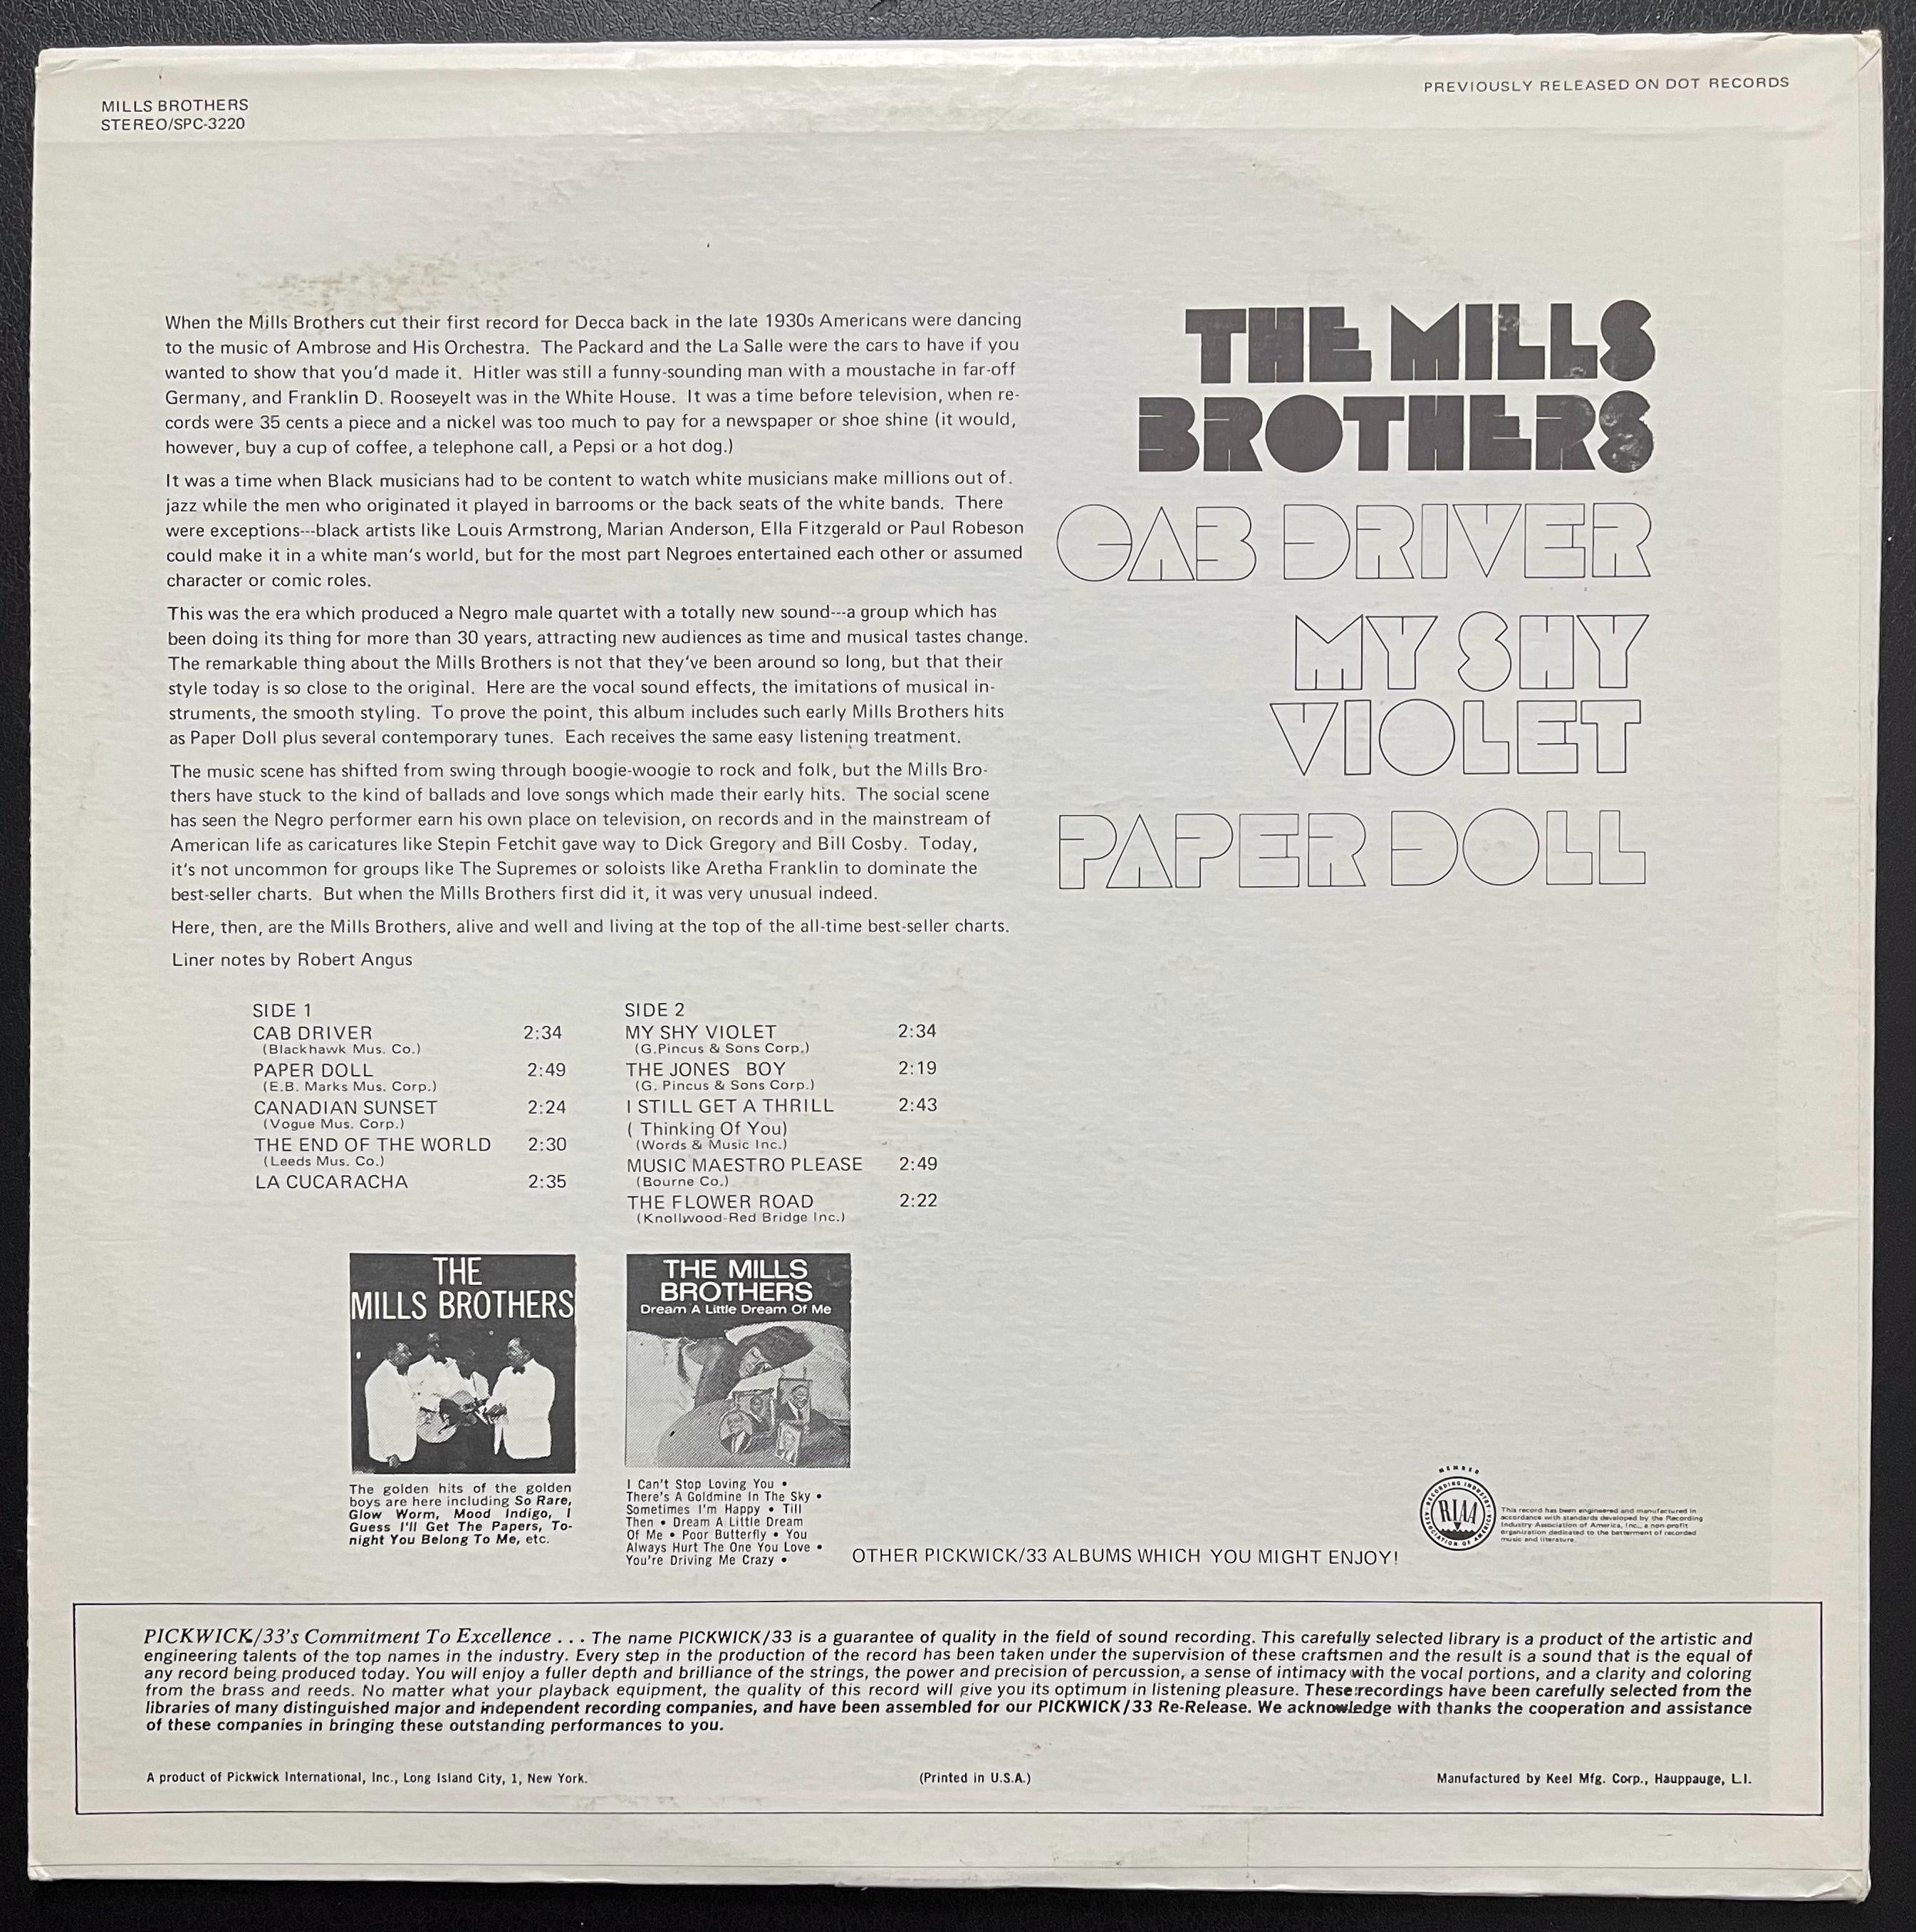 MILLS BROTHERS
STEREO/SPC-3220
PREVIOUSLY RELEASED ON DOT RECORDS
When the Mills Brothers cut their first record for Decca back in the late 1930s Americans were dancing
to the music of Ambrose and His Orchestra. The Packard and the La Salle were the cars to have if you
wanted to show that you'd made it. Hitler was still a funny-sounding man with a moustache in far-off
Germany, and Franklin D. Roosevelt was in the White House. It was a time before television, when re-
cords were 35 cents a piece and a nickel was too much to pay for a newspaper or shoe shine (it would,
however, buy a cup of coffee, a telephone call, a Pepsi or a hot dog.)
It was a time when Black musicians had to be content to watch white musicians make millions out of.
jazz while the men who originated it played in barrooms or the back seats of the white bands. There
were exceptions---black artists like Louis Armstrong, Marian Anderson, Ella Fitzgerald or Paul Robeson
could make it in a white man's world, but for the most part Negroes entertained each other or assumed
character or comic roles.
This was the era which produced a Negro male quartet with a totally new sound---a group which has
been doing its thing for more than 30 years, attracting new audiences as time and musical tastes change.
The remarkable thing about the Mills Brothers is not that they've been around so long, but that their
style today is so close to the original. Here are the vocal sound effects, the imitations of musical in-
struments, the smooth styling. To prove the point, this album includes such early Mills Brothers hits
as Paper Doll plus several contemporary tunes. Each receives the same easy listening treatment.
The music scene has shifted from swing through boogie-woogie to rock and folk, but the Mills Bro-
thers have stuck to the kind of ballads and love songs which made their early hits. The social scene
has seen the Negro performer earn his own place on television, on records and in the mainstream of
American life as caricatures like Stepin Fetchit gave way to Dick Gregory and Bill Cosby. Today,
it's not uncommon for groups like The Supremes or soloists like Aretha Franklin to dominate the
best-seller charts. But when the Mills Brothers first did it, it was very unusual indeed.
Here, then, are the Mills Brothers, alive and well and living at the top of the all-time best-seller charts.
Liner notes by Robert Angus
THE MILLS
BROTHERS
CAB DRIVER
MY SHY
VIOLET
PAPER DOLL
SIDE 1
CAB DRIVER 2:34
(Blackhawk Mus. Co.)
PAPER DOLL 2:49
(E.B. Marks Mus. Corp.)
CANADIAN SUNSET 2:24
(Vogue Mus. Corp.)
THE END OF THE WORLD 2:30
(Leeds Mus. Co.)
LA CUCARACHA 2:35
SIDE 2
MY SHY VIOLET 2:34
(G.Pincus & Sons Corp.)
THE JONES BOY 2:19
(G. Pincus & Sons Corp.)
I STILL GET A THRILL 2:43
( Thinking Of You)
(Words & Music Inc.)
MUSIC MAESTRO PLEASE 2:49
(Bourne Co.)
THE FLOWER ROAD 2:22
(Knollwood-Red Bridge Inc.)
THE
MILLS BROTHERS
The golden hits of the golden
boys are here including So Rare,
Glow Worm, Mood Indigo, I
Guess I'll Get The Papers, To-
night You Belong To Me, etc.
THE MILLS
BROTHERS
Dream A Little Dream Of Me
I Can't Stop Loving You •
There's A Goldmine In The Sky •
Sometimes I'm Happy • Till
Then • Dream A Little Dream
Of Me • Poor Butterfly • You
Always Hurt The One You Love •
You're Driving Me Crazy •
OTHER PICKWICK/33 ALBUMS WHICH YOU MIGHT ENJOY!
MEMBER
RECORDING INDUSTRY
RIAA
ASSOCIATION OF AMERICA
This record has been engineered and manufactured in
accordance with standards developed by the Recording
Industry Association of America, Inc., a non-profit
organization dedicated to the betterment of recorded
music and literature.
PICKWICK/33's Commitment To Excellence . . . The name PICKWICK/33 is a guarantee of quality in the field of sound recording. This carefully selected library is a product of the artistic and
engineering talents of the top names in the industry. Every step in the production of the record has been taken under the supervision of these craftsmen and the result is a sound that is the equal of
any record being produced today. You will enjoy a fuller depth and brilliance of the strings, the power and precision of percussion, a sense of intimacy with the vocal portions, and a clarity and coloring
from the brass and reeds. No matter what your playback equipment, the quality of this record will give you its optimum in listening pleasure. These recordings have been carefully selected from the
libraries of many distinguished major and independent recording companies, and have been assembled for our PICKWICK/33 Re-Release. We acknowledge with thanks the cooperation and assistance
of these companies in bringing these outstanding performances to you.
A product of Pickwick International, Inc., Long Island City, 1, New York.
(Printed in U.S.A.)
Manufactured by Keel Mfg. Corp., Hauppauge, L.I.